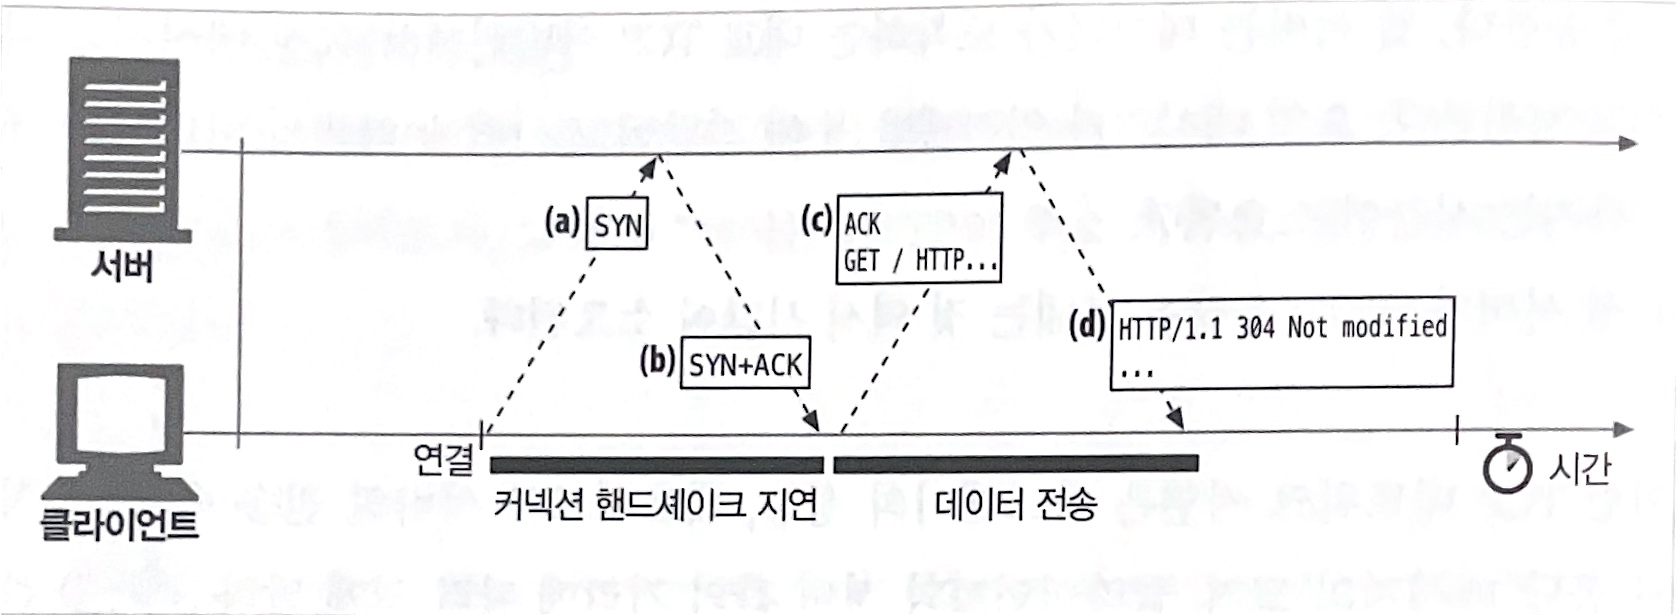 서버
(a) SYN
(b) SYN+ACK
(c) ACK
GET / HTTP...
(d) HTTP/1.1 304 Not modified
...
연결
커넥션 핸드셰이크 지연
데이터 전송
시간
클라이언트